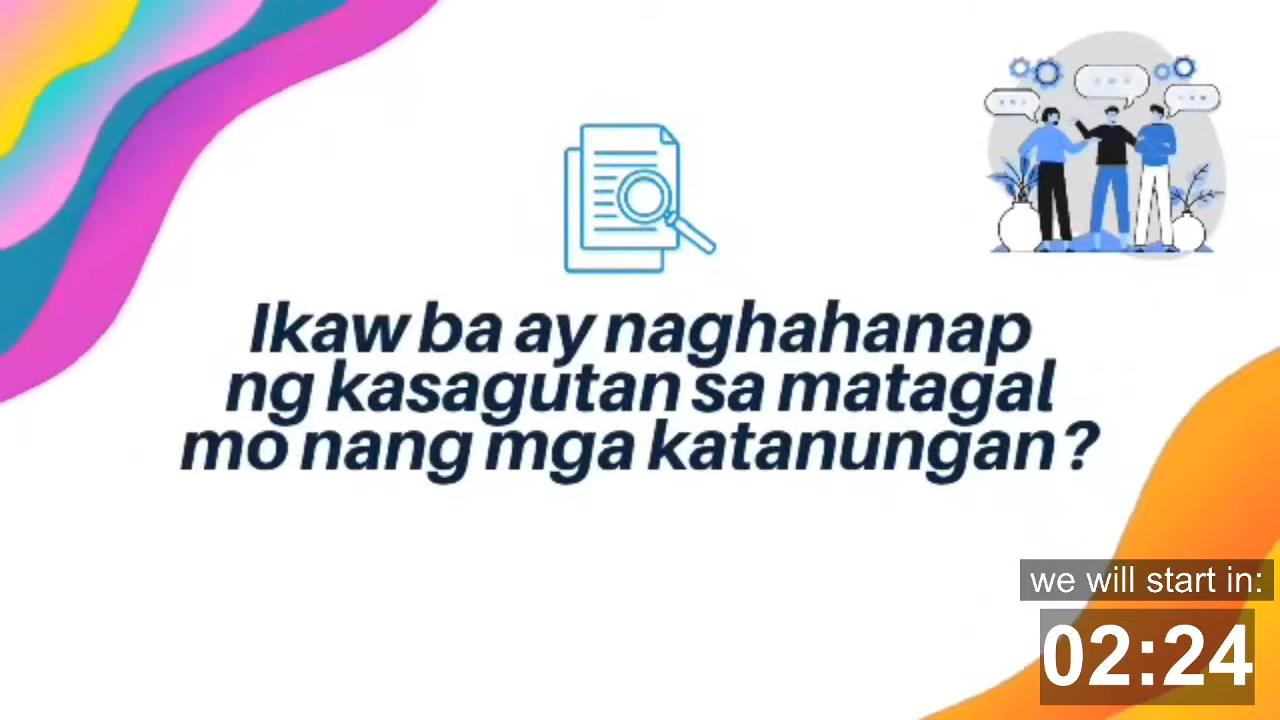 Ikaw ba ay naghahanap
ng kasagutan sa matagal
mo nang mga katanungan?
we will start in:
02:24